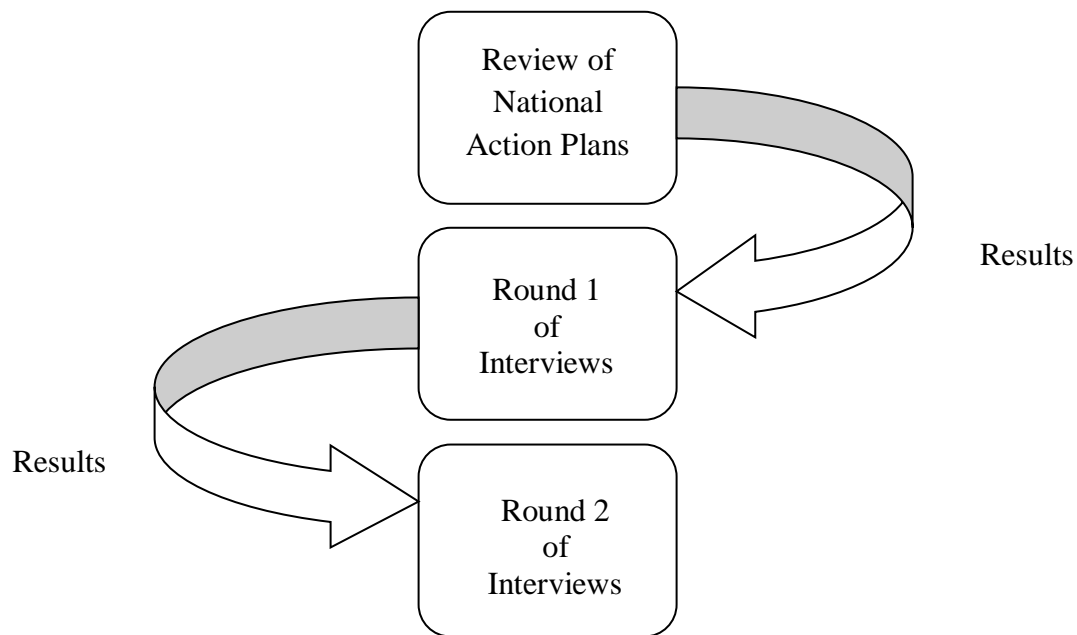 Review of
National
Action Plans
Results
Round 1
of
Interviews
Results
Round 2
of
Interviews